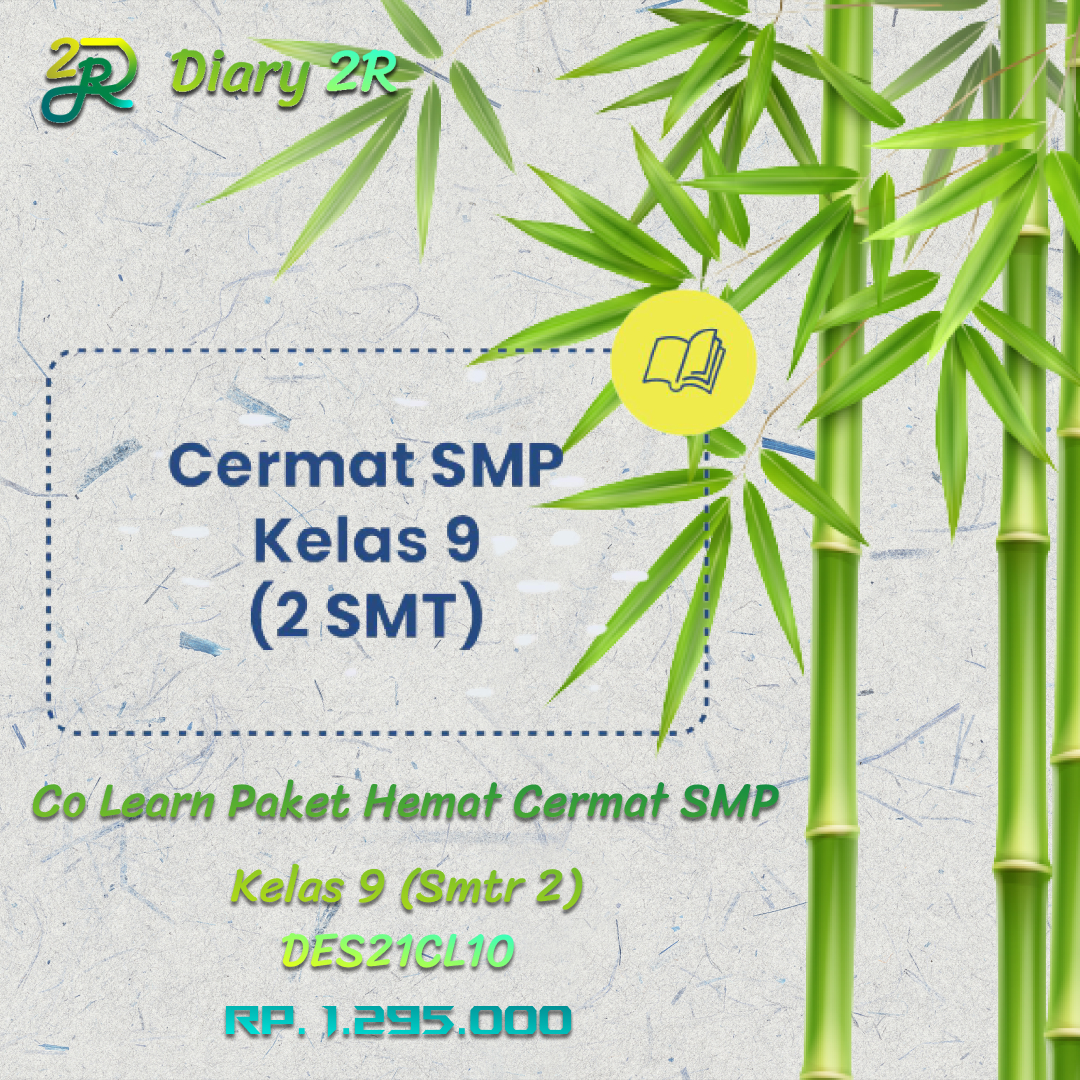 2R Diary 2R
Cermat SMP
Kelas 9
(2 SMT)
Co Learn Paket Hemat Cermat SMP
Kelas 9 (Smtr 2)
DES21CL10
RP. 1.295.000